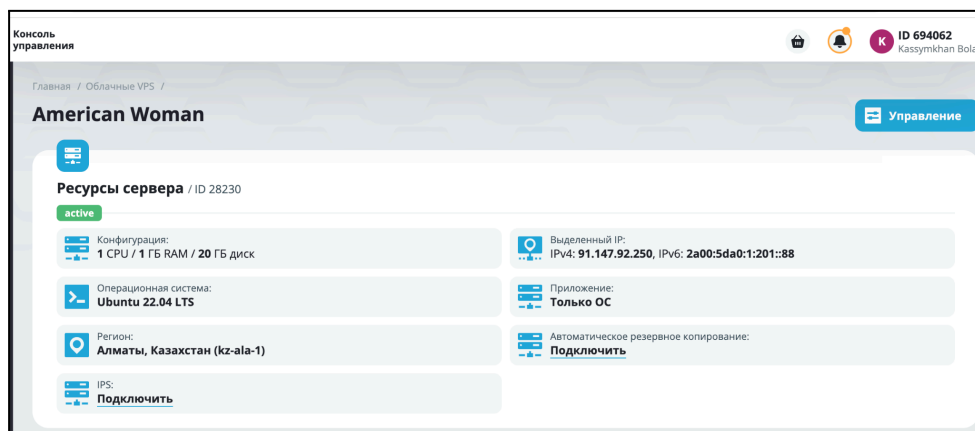 Консоль
управления
K
ID 694062
Kassymkhan Bola
Главная / Облачные VPS /
American Woman
Управление
Ресурсы сервера / ID 28230
active
Конфигурация:
1 CPU / 1 ГБ RAM / 20 ГБ диск
Выделенный IP:
IPv4: 91.147.92.250, IPv6: 2a00:5da0:1:201::88
Операционная система:
Ubuntu 22.04 LTS
Приложение:
Только ОС
Регион:
Алматы, Казахстан (kz-ala-1)
Автоматическое резервное копирование:
Подключить
IPS:
Подключить